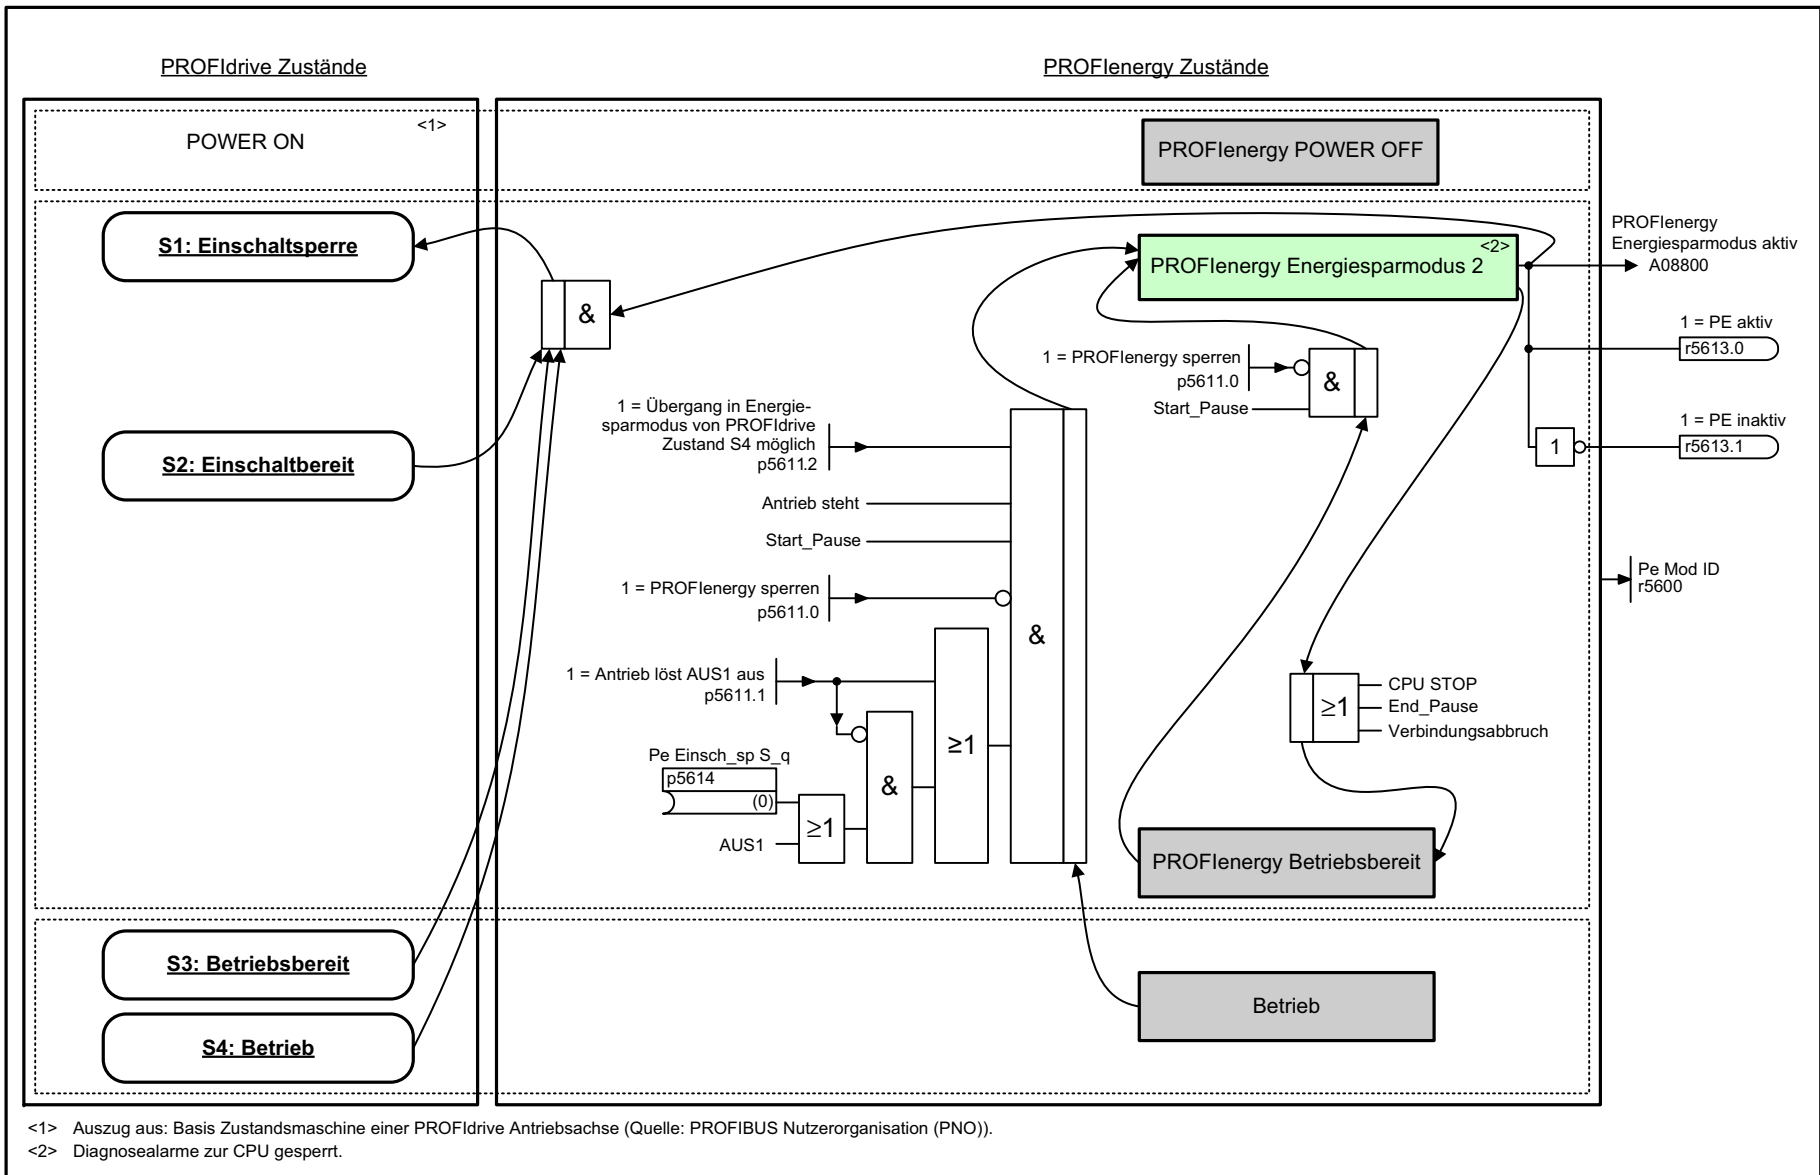 PROFIdrive Zustände
PROFIenergy Zustände
POWER ON
<1>
PROFIenergy POWER OFF
S1: Einschaltsperre
<2>
PROFIenergy Energiesparmodus 2
PROFIenergy
Energiesparmodus aktiv
A08800
&
1 = PE aktiv
r5613.0
1 = PROFIenergy sperren
p5611.0
&
Start_Pause
1 = Übergang in Energie-
sparmodus von PROFIdrive
Zustand S4 möglich
p5611.2
1 = PE inaktiv
r5613.1
1
S2: Einschaltbereit
Antrieb steht
Start_Pause
1 = PROFIenergy sperren
p5611.0
Pe Mod ID
r5600
&
1 = Antrieb löst AUS1 aus
p5611.1
≥1
CPU STOP
End_Pause
Verbindungsabbruch
≥1
Pe Einsch_sp S_q
p5614
(0)
&
≥1
AUS1
PROFIenergy Betriebsbereit
S3: Betriebsbereit
Betrieb
S4: Betrieb
<1> Auszug aus: Basis Zustandsmaschine einer PROFIdrive Antriebsachse (Quelle: PROFIBUS Nutzerorganisation (PNO)).
<2> Diagnosealarme zur CPU gesperrt.